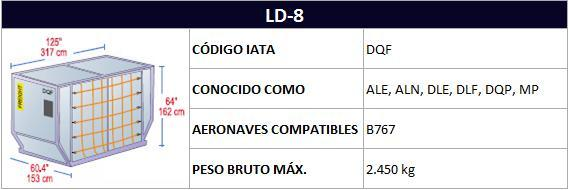 LD-8
125"
317 cm
DQF
FREIGHT
64"
162 cm
60.4"
153 cm
CÓDIGO IATA DQF
CONOCIDO COMO ALE, ALN, DLE, DLF, DQP, MP
AERONAVES COMPATIBLES B767
PESO BRUTO MÁX. 2.450 kg